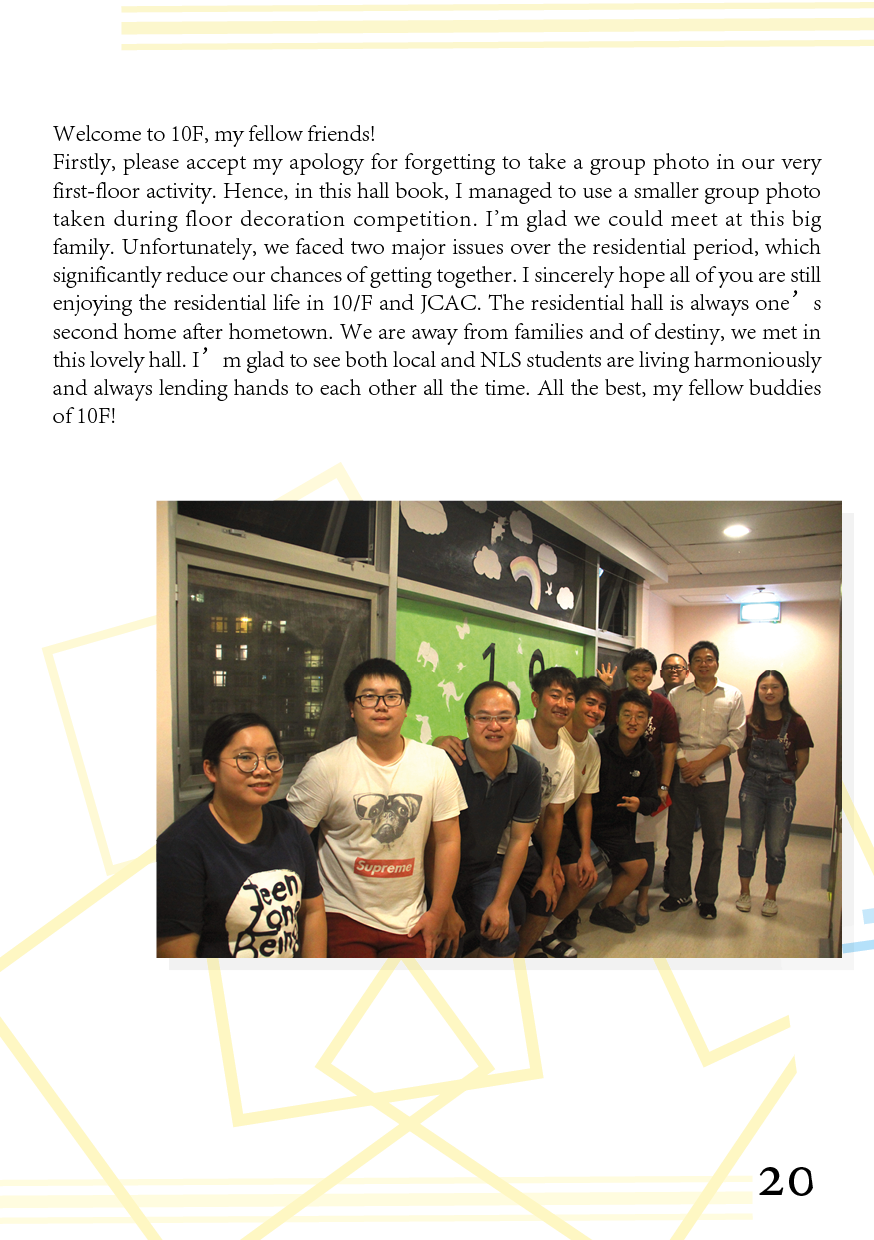 Welcome to 10F, my fellow friends!
Firstly, please accept my apology for forgetting to take a group photo in our very
first-floor activity. Hence, in this hall book, I managed to use a smaller group photo
taken during floor decoration competition. I'm glad we could meet at this big
family. Unfortunately, we faced two major issues over the residential period, which
significantly reduce our chances of getting together. I sincerely hope all of you are still
enjoying the residential life in 10/F and JCAC. The residential hall is always one’s
second home after hometown. We are away from families and of destiny, we met in
this lovely hall. I’m glad to see both local and NLS students are living harmoniously
and always lending hands to each other all the time. All the best, my fellow buddies
of 10F!
10
Supreme
Teen
Zone
Being
20